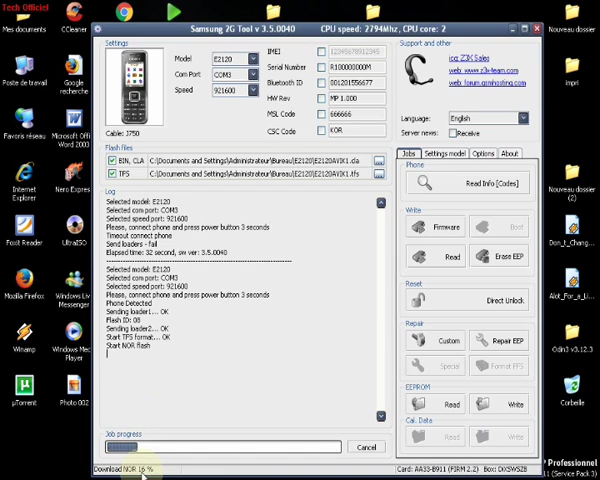 Tech Officiel
Mes documents
CCleaner
Poste de travail
Google recherche
Favoris réseau
Microsoft Offi
Word 2003
Internet Explorer
Nero Expres
Foxit Reader
UltraISO
Mozilla Firefox
Windows Liv
Messenger
Winamp
Windows Med
Player
µTorrent
Photo 002
Samsung 2G Tool v 3.5.0040
CPU speed: 2794Mhz, CPU core: 2
Settings
Cable: J750
Model
E2120
Com Port
COM3
Speed
921600
IMEI
12345678912345
Serial Number
R100000000M
Bluetooth ID
001201556677
HW Rev
MP 1.000
MSL Code
666666
CSC Code
KOR
Support and other
icq: Z3X Sales
web: www.z3x-team.com
web: forum.gsmhosting.com
Language:
English
Server news:
Receive
Flash files
BIN, CLA
C:\Documents and Settings\Administrateur\Bureau\E2120\E2120AVIK1.cla
TFS
C:\Documents and Settings\Administrateur\Bureau\E2120\E2120AVIK1.tfs
Log
Selected model: E2120
Selected com port: COM3
Selected speed port: 921600
Please, connect phone and press power button 3 seconds
Timeout connect phone
Send loaders - fail
Elapsed time: 32 second, sw ver: 3.5.0040
Selected model: E2120
Selected com port: COM3
Selected speed port: 921600
Please, connect phone and press power button 3 seconds
Phone Detected
Sending loader1... OK
Flash ID: 08
Sending loader2... OK
Start TFS format... OK
Start NOR flash
Job progress
Cancel
Download NOR 16 %
Card: AA33-B911 (FIRM 2.2)
Jobs
Settings model
Options
About
Phone
Read Info [Codes]
Write
Firmware
Boot
Read
Erase EEP
Reset
Direct Unlock
Repair
Custom
Repair EEP
Special
Format FFS
EEPROM
Read
Write
Cal. Data
Read
Write
Nouveau dossier
impri
Nouveau dossier
(2)
Don_t_Chang...
Alot_For_a_Li...
Odin3 v3.12.3
Corbeille
P Professionnel
11 (Service Pack 3)